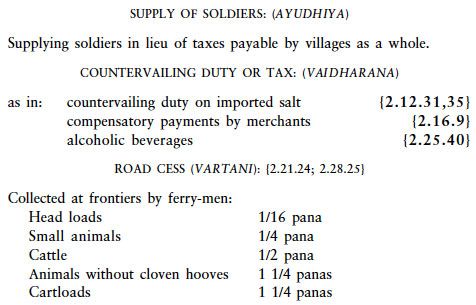 SUPPLY OF SOLDIERS: (AYUDHIYA)
Supplying soldiers in lieu of taxes payable by villages as a whole.
COUNTERVAILING DUTY OR TAX: (VAIDHARANA)
as in: countervailing duty on imported salt {2.12.31,35}
compensatory payments by merchants {2.16.9}
alcoholic beverages {2.25.40}
ROAD CESS (VARTANI): {2.21.24; 2.28.25}
Collected at frontiers by ferry-men:
Head loads 1/16 pana
Small animals 1/4 pana
Cattle 1/2 pana
Animals without cloven hooves 1 1/4 panas
Cartloads 1 1/4 panas